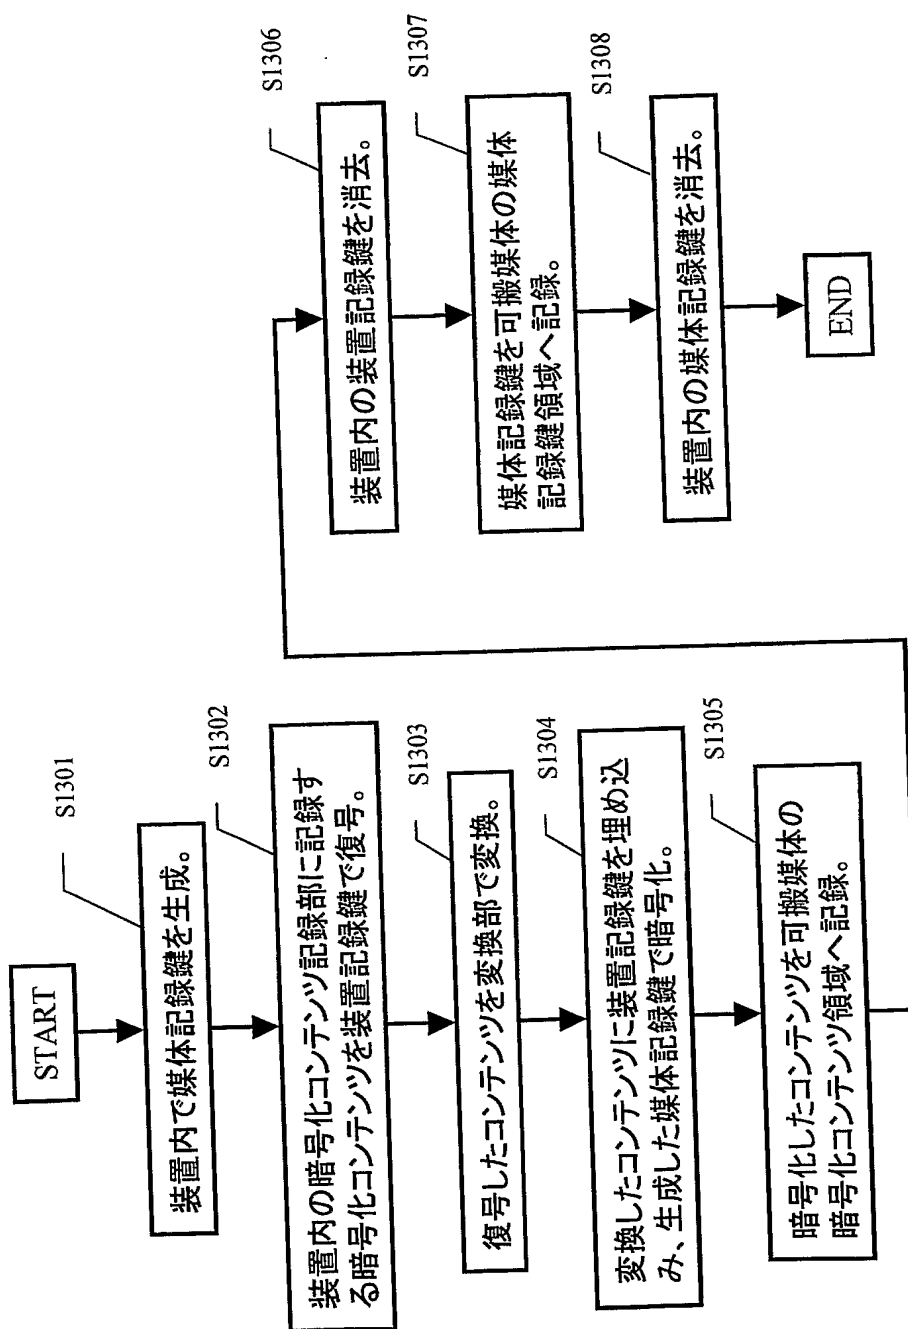 START
S1301
装置内で媒体記録鍵を生成。
S1302
装置内の暗号化コンテンツ記録部に記録す
る暗号化コンテンツを装置記録鍵で復号。
S1303
復号したコンテンツを変換部で変換。
S1304
変換したコンテンツに装置記録鍵を埋め込
み、生成した媒体記録鍵で暗号化。
S1305
暗号化したコンテンツを可搬媒体の
暗号化コンテンツ領域へ記録。
S1306
装置内の装置記録鍵を消去。
S1307
媒体記録鍵を可搬媒体の媒体
記録鍵領域へ記録。
S1308
装置内の媒体記録鍵を消去。
END